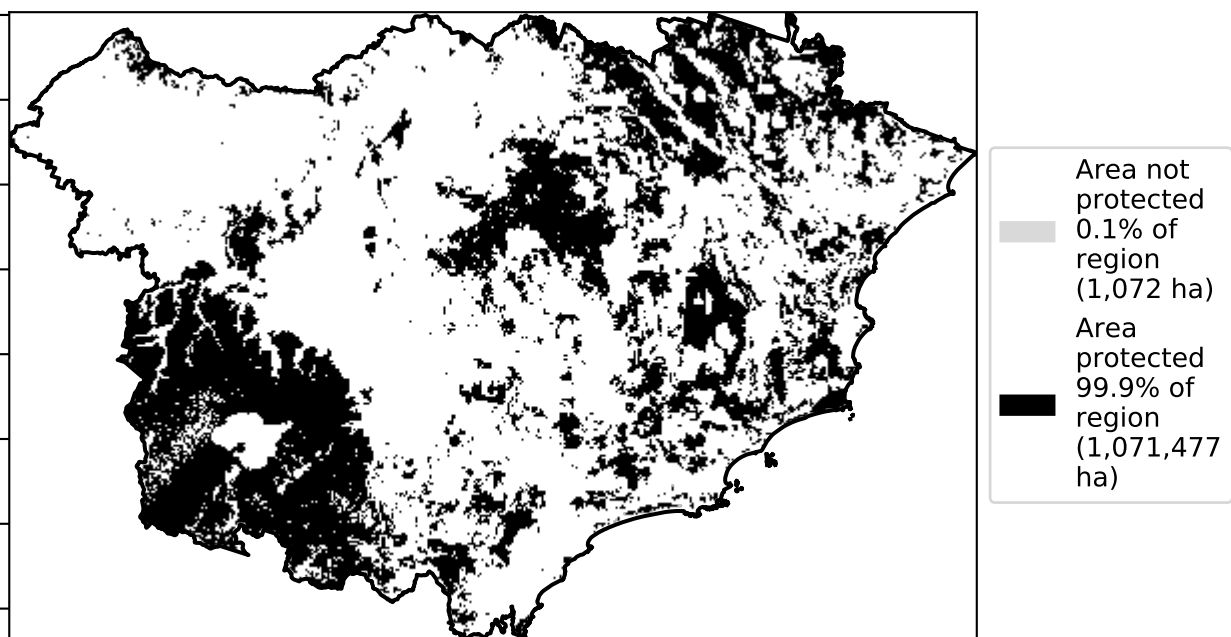 Area not
protected
0.1% of
region
(1,072 ha)
Area
protected
99.9% of
region
(1,071,477
ha)